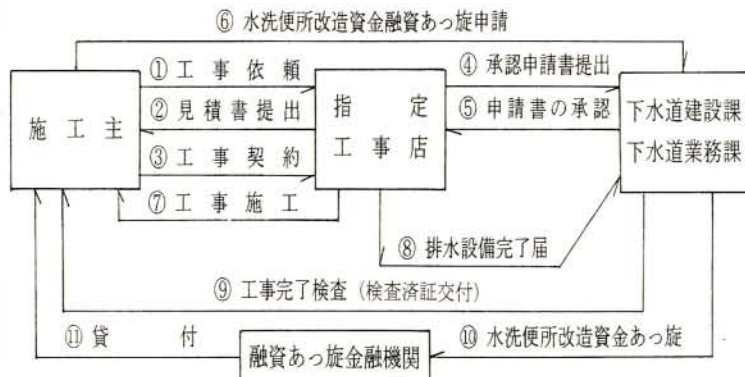 ⑥ 水洗便所改造資金融資あっ旋申請
① 工事依頼
④ 承認申請書提出
② 見積書提出
⑤ 申請書の承認
施工主
指定
工事店
下水道建設課
下水道業務課
③ 工事契約
⑦ 工事施工
⑧ 排水設備完了届
⑨ 工事完了検査(検査済証交付)
⑪ 貸付
⑩ 水洗便所改造資金あっ旋
融資あっ旋金融機関